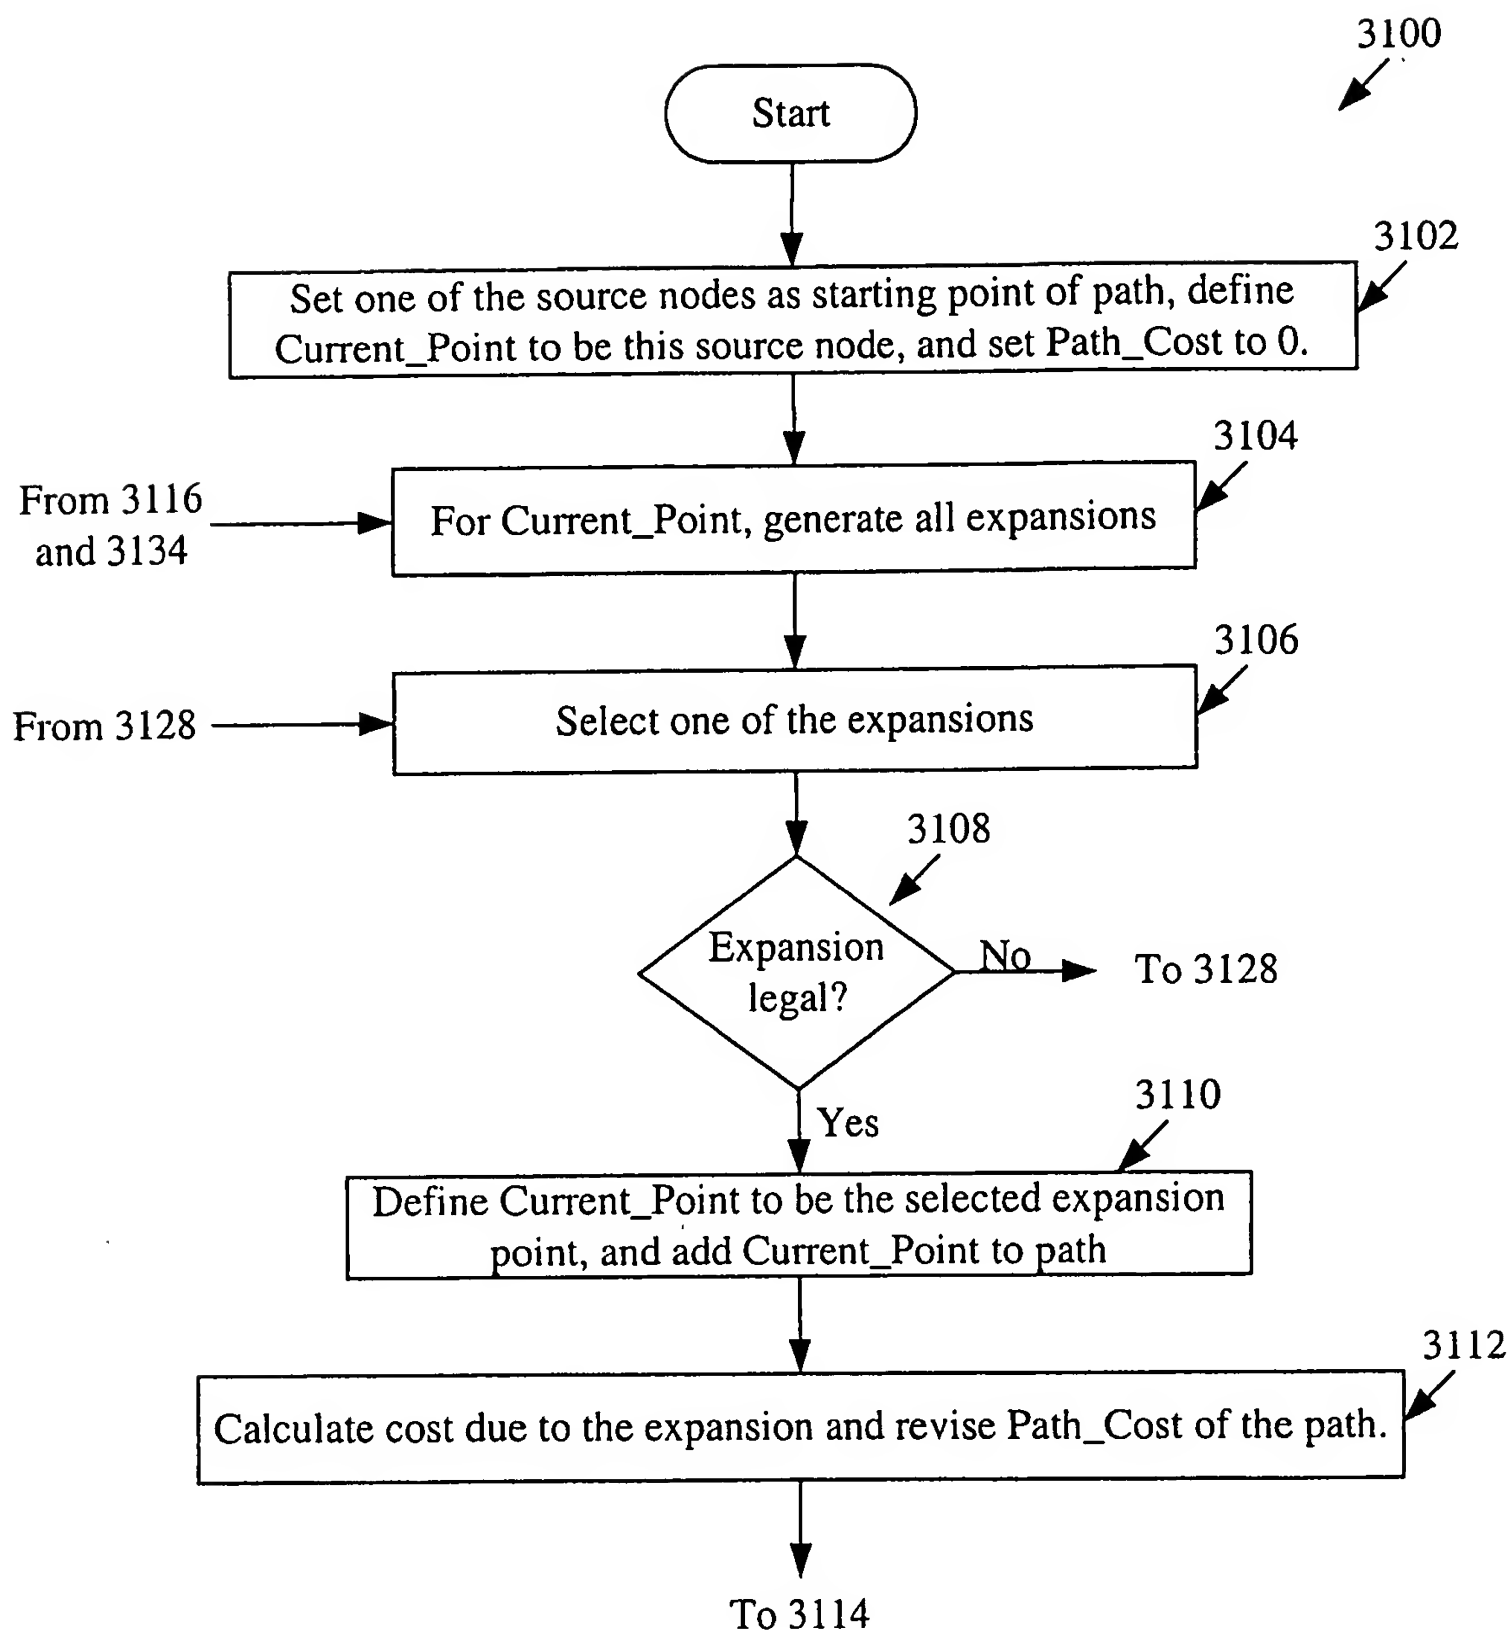 3100
Start
3102
Set one of the source nodes as starting point of path, define
Current_Point to be this source node, and set Path_Cost to 0.
3104
From 3116
and 3134
For Current_Point, generate all expansions
3106
From 3128
Select one of the expansions
3108
Expansion
legal?
No
To 3128
Yes
3110
Define Current_Point to be the selected expansion
point, and add Current_Point to path
3112
Calculate cost due to the expansion and revise Path_Cost of the path.
To 3114